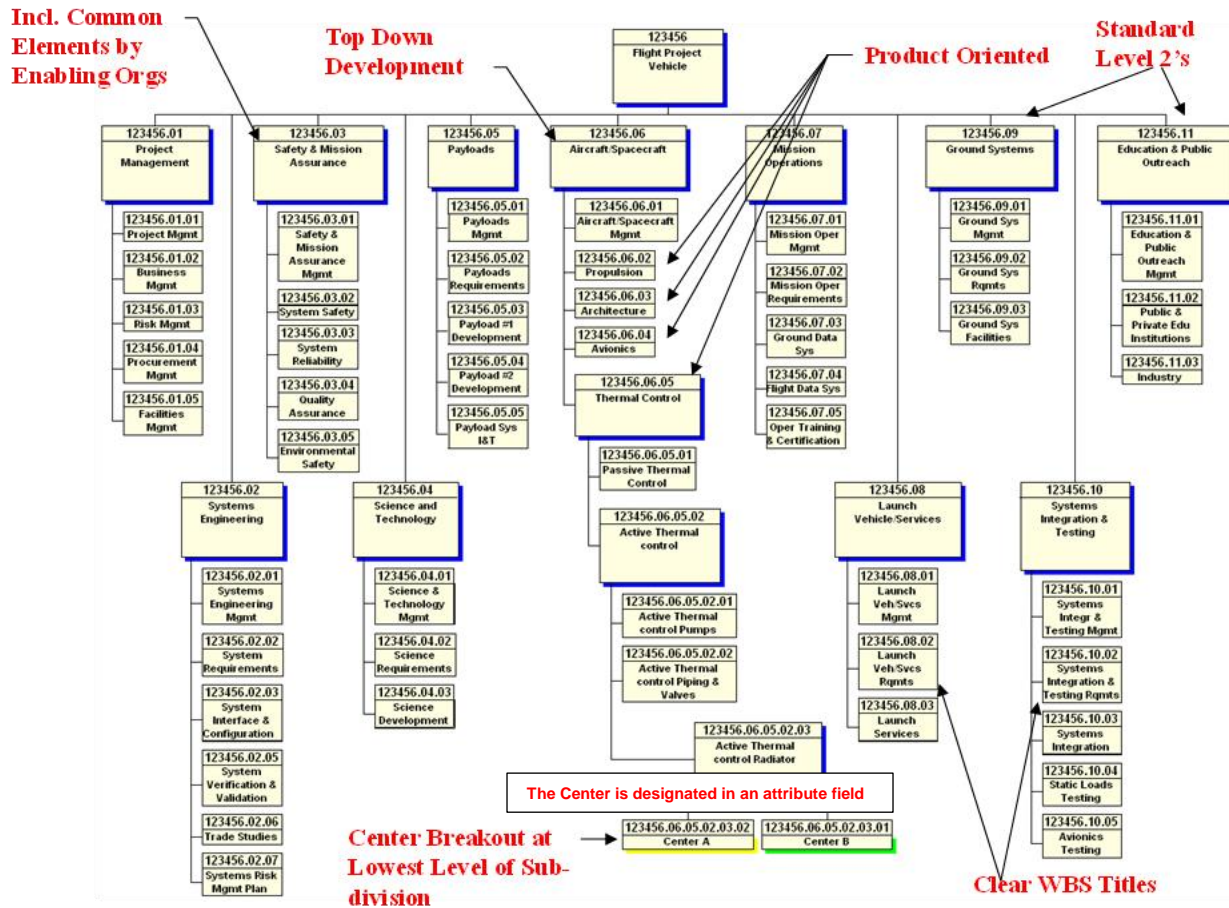 Incl. Common
Elements by
Enabling Orgs
Top Down
Development
123456
Flight Project
Vehicle
Product Oriented
Standard
Level 2's
123456.01
Project
Management
123456.01.01
Project Mgmt
123456.01.02
Business
Mgmt
123456.01.03
Risk Mgmt
123456.01.04
Procurement
Mgmt
123456.01.05
Facilities
Mgmt
123456.03
Safety & Mission
Assurance
123456.03.01
Safety &
Mission
Assurance
Mgmt
123456.03.02
System Safety
123456.03.03
System
Reliability
123456.03.04
Quality
Assurance
123456.03.05
Environmental
Safety
123456.05
Payloads
123456.05.01
Payloads
Mgmt
123456.05.02
Payloads
Requirements
123456.05.03
Payload #1
Development
123456.05.04
Payload #2
Development
123456.05.05
Payload Sys
I&T
123456.06
Aircraft/Spacecraft
123456.06.01
Aircraft/Spacecraft
Mgmt
123456.06.02
Propulsion
123456.06.03
Architecture
123456.06.04
Avionics
123456.06.05
Thermal Control
123456.06.05.01
Passive Thermal
Control
123456.06.05.02
Active Thermal
control
123456.06.05.02.01
Active Thermal
control Pumps
123456.06.05.02.02
Active Thermal
control Piping &
Valves
123456.06.05.02.03
Active Thermal
control Radiator
The Center is designated in an attribute field
123456.06.05.02.03.02
Center A
123456.06.05.02.03.01
Center B
123456.07
Mission
Operations
123456.07.01
Mission Oper
Mgmt
123456.07.02
Mission Oper
Requirements
123456.07.03
Ground Data
Sys
123456.07.04
Flight Data Sys
123456.07.05
Oper Training
& Certification
123456.09
Ground Systems
123456.09.01
Ground Sys
Mgmt
123456.09.02
Ground Sys
Rqmts
123456.09.03
Ground Sys
Facilities
123456.11
Education & Public
Outreach
123456.11.01
Education &
Public
Outreach
Mgmt
123456.11.02
Public &
Private Edu
Institutions
123456.11.03
Industry
123456.02
Systems
Engineering
123456.02.01
Systems
Engineering
Mgmt
123456.02.02
System
Requirements
123456.02.03
System
Interface &
Configuration
123456.02.05
System
Verification &
Validation
123456.02.06
Trade Studies
123456.02.07
Systems Risk
Mgmt Plan
123456.04
Science and
Technology
123456.04.01
Science &
Technology
Mgmt
123456.04.02
Science
Requirements
123456.04.03
Science
Development
123456.08
Launch
Vehicle/Services
123456.08.01
Launch
Veh/Svcs
Mgmt
123456.08.02
Launch
Veh/Svcs
Rqmts
123456.08.03
Launch
Services
123456.10
Systems
Integration &
Testing
123456.10.01
Systems
Integr &
Testing Mgmt
123456.10.02
Systems
Integration &
Testing Rqmts
123456.10.03
Systems
Integration
123456.10.04
Static Loads
Testing
123456.10.05
Avionics
Testing
Center Breakout at
Lowest Level of Sub-
division
Clear WBS Titles